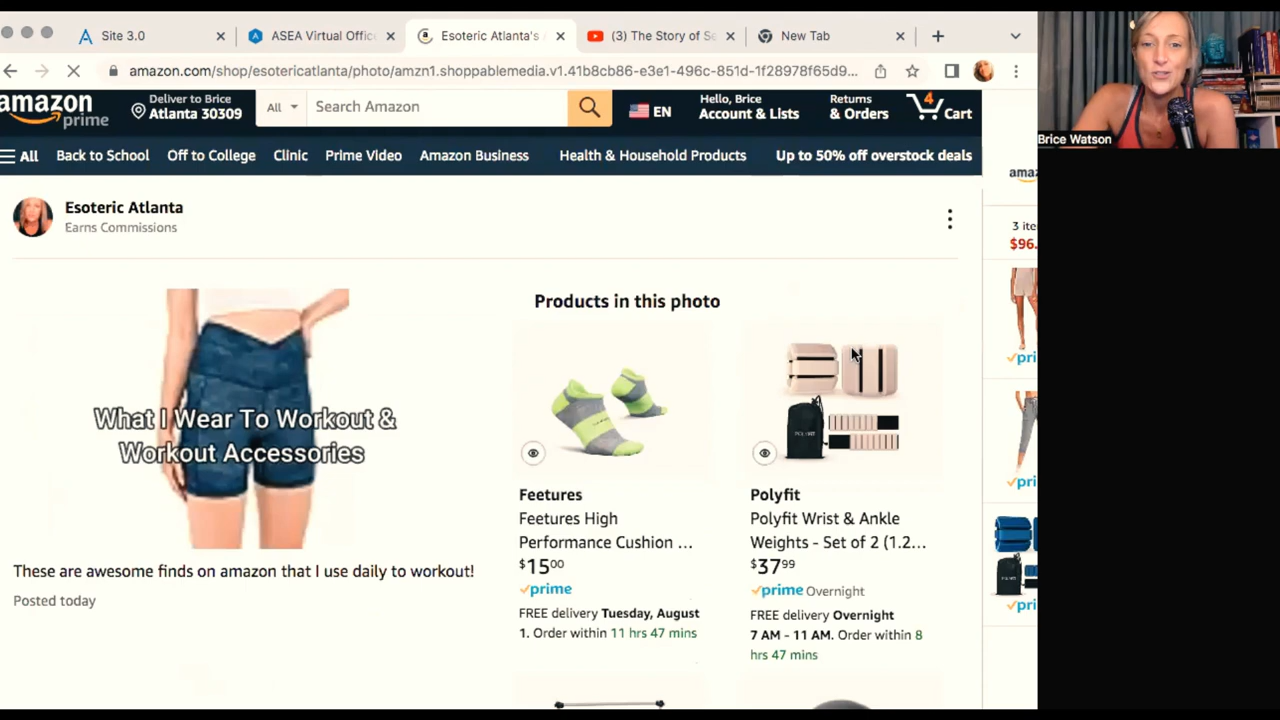 Site 3.0
ASEA Virtual Offic
Esoteric Atlanta's
(3) The Story of Se
New Tab
amazon.com/shop/esotericatlanta/photo/amzn1.shoppablemedia.v1.41b8cb86-e3e1-496c-851d-1f28978f65d9...
amazon
prime
Deliver to Brice
Atlanta 30309
All
Search Amazon
EN
Hello, Brice
Account & Lists
Returns
& Orders
4
Cart
All
Back to School
Off to College
Clinic
Prime Video
Amazon Business
Health & Household Products
Up to 50% off overstock deals
Brice Watson
Esoteric Atlanta
Earns Commissions
amaz
3 ite
$96.
Products in this photo
What I Wear To Workout &
Workout Accessories
These are awesome finds on amazon that I use daily to workout!
Posted today
Feetures
Feetures High
Performance Cushion ...
$1500
prime
FREE delivery Tuesday, August
1. Order within 11 hrs 47 mins
Polyfit
Polyfit Wrist & Ankle
Weights - Set of 2 (1.2...
$3799
prime Overnight
FREE delivery Overnight
7 AM - 11 AM. Order within 8
hrs 47 mins
pri
pri
pri